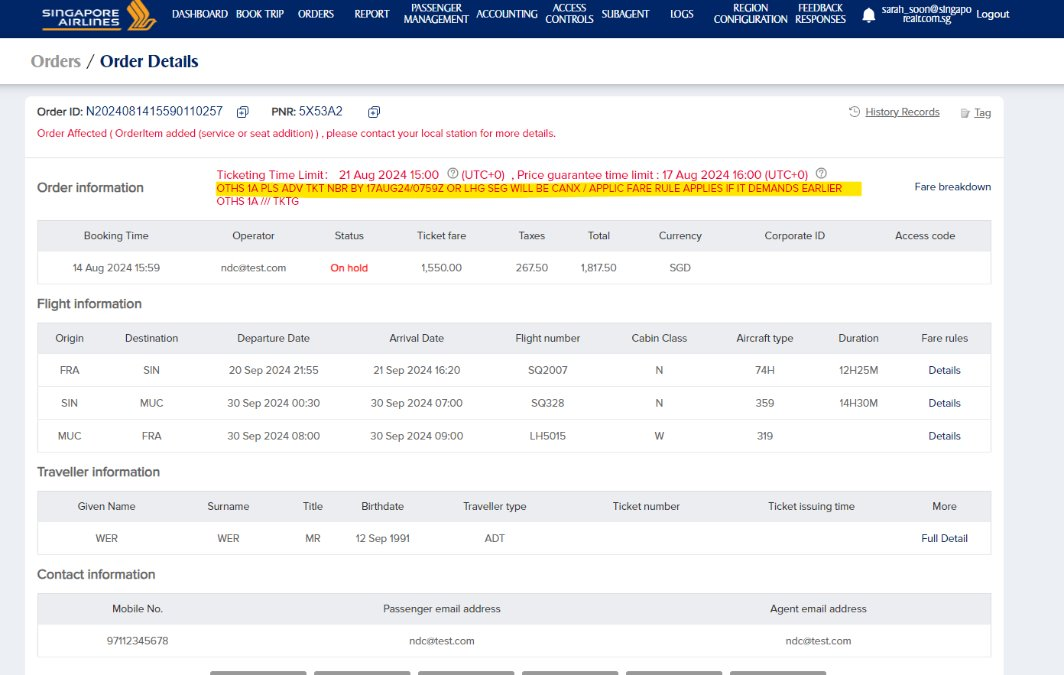 SINGAPORE AIRLINES
DASHBOARD BOOK TRIP ORDERS REPORT PASSENGER MANAGEMENT ACCOUNTING ACCESS CONTROLS SUBAGENT LOGS REGION CONFIGURATION FEEDBACK RESPONSES sarah_soon@singapo reair.com.sg Logout
Orders / Order Details
Order ID: N2024081415590110257 PNR: 5X53A2 History Records Tag
Order Affected ( OrderItem added (service or seat addition) ) , please contact your local station for more details.
Ticketing Time Limit: 21 Aug 2024 15:00 ? (UTC+0) , Price guarantee time limit : 17 Aug 2024 16:00 (UTC+0) ?
Order information OTHS 1A PLS ADV TKT NBR BY 17AUG24/0759Z OR LHG SEG WILL BE CANX / APPLIC FARE RULE APPLIES IF IT DEMANDS EARLIER Fare breakdown
OTHS 1A /// TKTG
Booking Time Operator Status Ticket fare Taxes Total Currency Corporate ID Access code
14 Aug 2024 15:59 ndc@test.com On hold 1,550.00 267.50 1,817.50 SGD
Flight information
Origin Destination Departure Date Arrival Date Flight number Cabin Class Aircraft type Duration Fare rules
FRA SIN 20 Sep 2024 21:55 21 Sep 2024 16:20 SQ2007 N 74H 12H25M Details
SIN MUC 30 Sep 2024 00:30 30 Sep 2024 07:00 SQ328 N 359 14H30M Details
MUC FRA 30 Sep 2024 08:00 30 Sep 2024 09:00 LH5015 W 319 Details
Traveller information
Given Name Surname Title Birthdate Traveller type Ticket number Ticket issuing time More
WER WER MR 12 Sep 1991 ADT Full Detail
Contact information
Mobile No. Passenger email address Agent email address
97112345678 ndc@test.com ndc@test.com